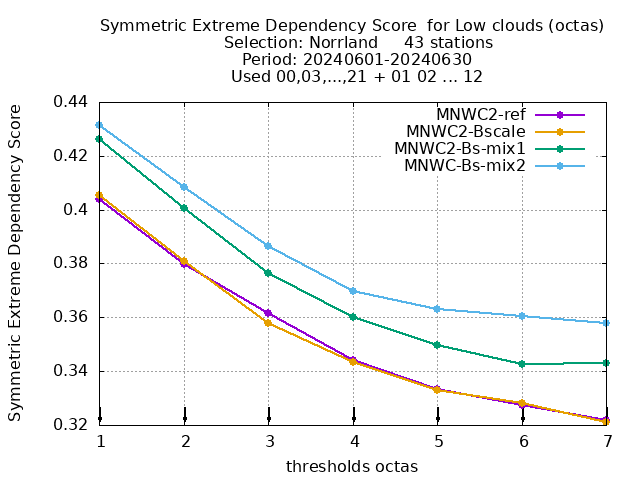 Symmetric Extreme Dependency Score  for Low clouds (octas)
Selection: Norrland     43 stations
Period: 20240601-20240630
Used 00,03,...,21 + 01 02 ... 12
Symmetric Extreme Dependency Score
0.44
0.42
0.4
0.38
0.36
0.34
0.32
MNWC2-ref
MNWC2-Bscale
MNWC2-Bs-mix1
MNWC-Bs-mix2
1 2 3 4 5 6 7
thresholds octas